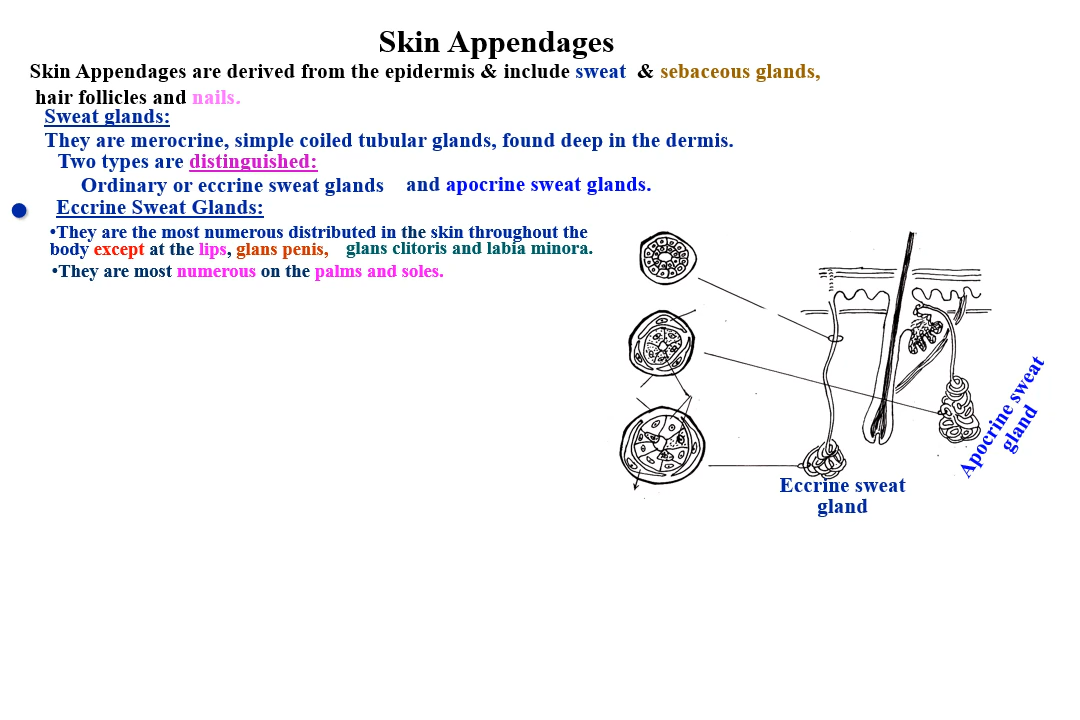 Skin Appendages
Skin Appendages are derived from the epidermis & include sweat & sebaceous glands,
hair follicles and nails.
Sweat glands:
They are merocrine, simple coiled tubular glands, found deep in the dermis.
Two types are distinguished:
Ordinary or eccrine sweat glands and apocrine sweat glands.
Eccrine Sweat Glands:
•They are the most numerous distributed in the skin throughout the
body except at the lips, glans penis, glans clitoris and labia minora.
•They are most numerous on the palms and soles.
Apocrine sweat
gland
Eccrine sweat
gland